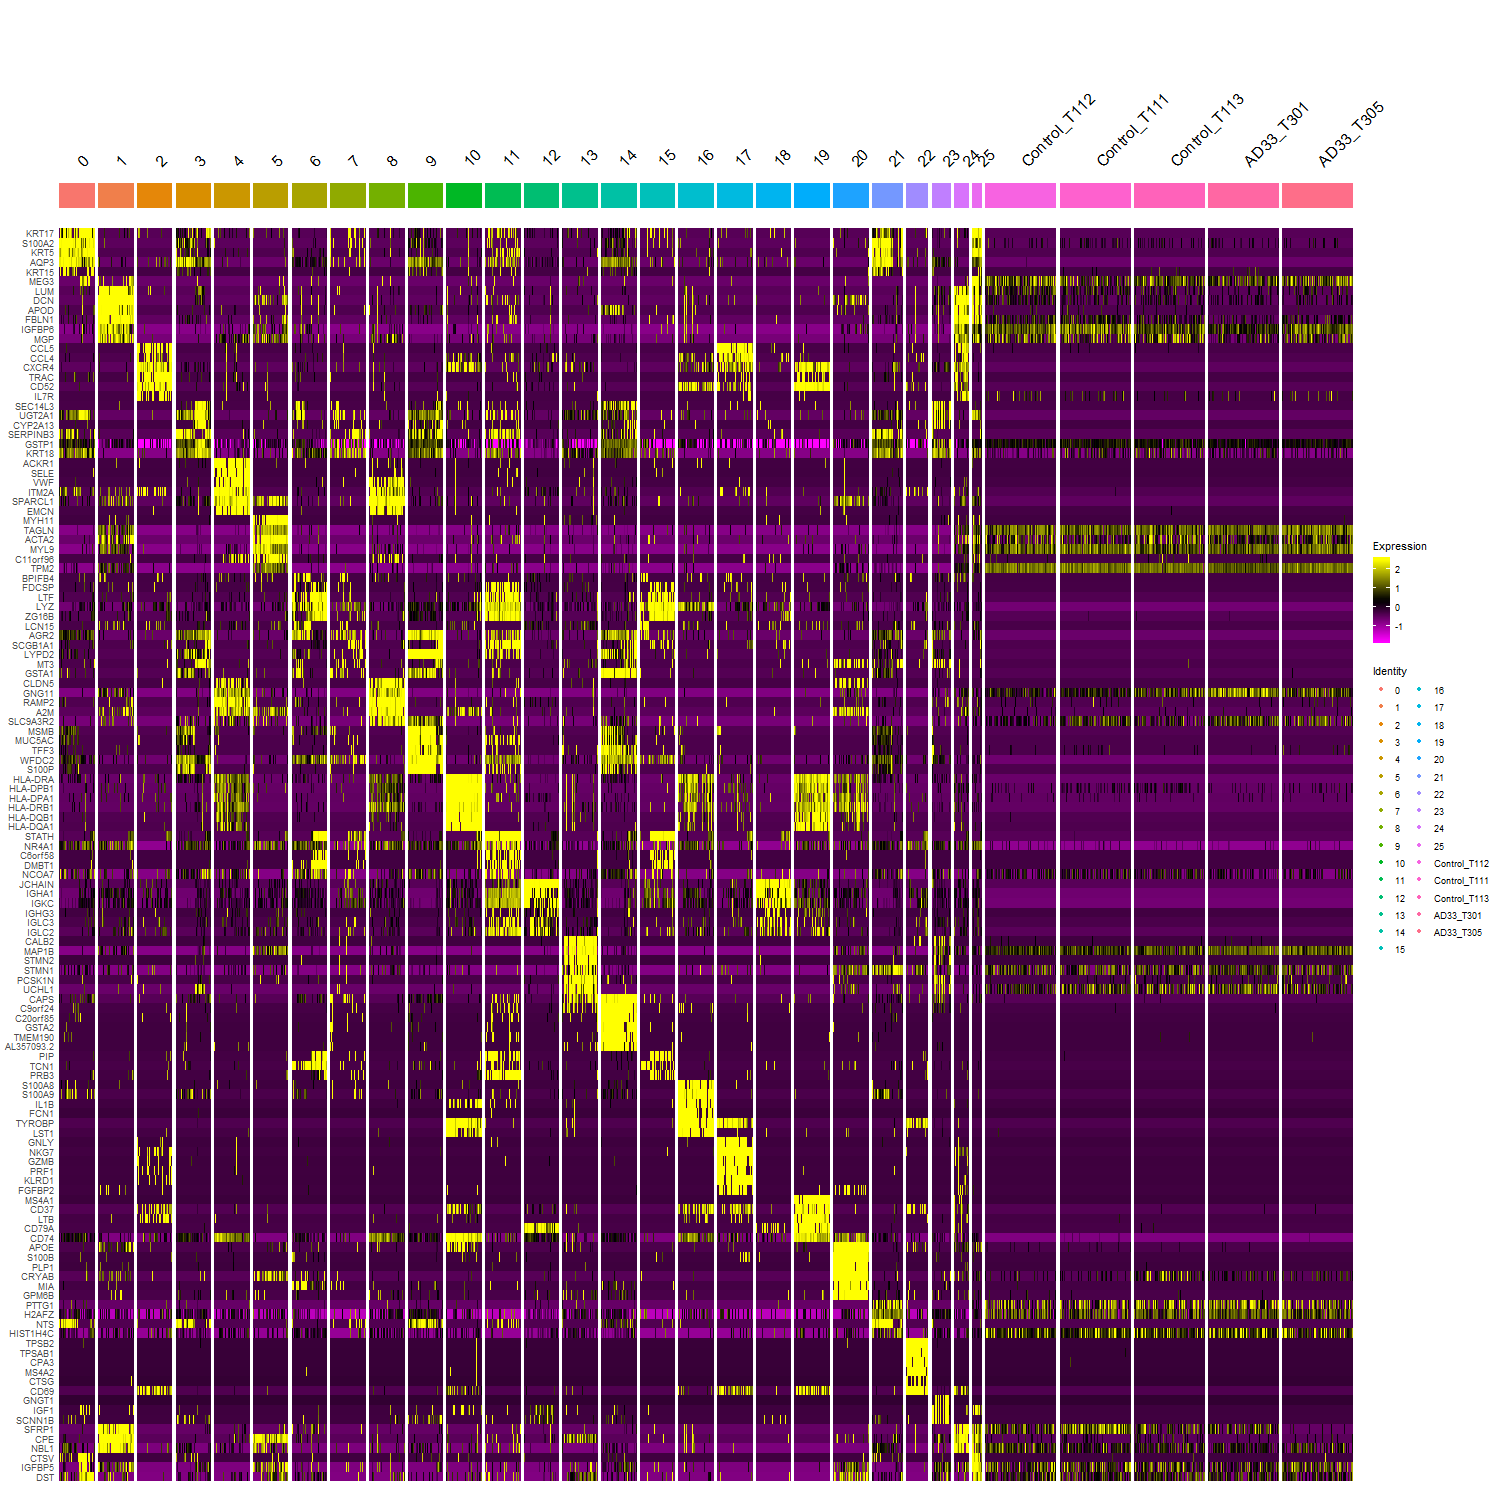 0 1 2 3 4 5 6 7 8 9 10 11 12 13 14 15 16 17 18 19 20 21 22 23 24 25 Control_T112 Control_T111 Control_T113 AD33_T301 AD33_T305
KRT17
S100A2
KRT5
AQP3
KRT15
MEG3
LUM
DCN
APOD
FBLN1
IGFBP6
MGP
CCL5
CCL4
CXCR4
TRAC
CD52
IL7R
SEC14L3
UGT2A1
CYP2A13
SERPINB3
GSTP1
KRT18
ACKR1
SELE
VWF
ITM2A
SPARCL1
EMCN
MYH11
TAGLN
ACTA2
MYL9
C11orf96
TPM2
BPIFB4
FDCSP
LTF
LYZ
ZG16B
LCN15
AGR2
SCGB1A1
LYPD2
MT3
GSTA1
CLDN5
GNG11
RAMP2
A2M
SLC9A3R2
MSMB
MUC5AC
TFF3
WFDC2
S100P
HLA-DRA
HLA-DPB1
HLA-DPA1
HLA-DRB1
HLA-DQB1
HLA-DQA1
STATH
NR4A1
C6orf58
DMBT1
NCOA7
JCHAIN
IGHA1
IGKC
IGHG3
IGLC3
IGLC2
CALB2
MAP1B
STMN2
STMN1
PCSK1N
UCHL1
CAPS
C9orf24
C20orf85
GSTA2
TMEM190
AL357093.2
PIP
TCN1
PRB3
S100A8
S100A9
IL1B
FCN1
TYROBP
LST1
GNLY
NKG7
GZMB
PRF1
KLRD1
FGFBP2
MS4A1
CD37
LTB
CD79A
CD74
APOE
S100B
PLP1
CRYAB
MIA
GPM6B
PTTG1
H2AFZ
NTS
HIST1H4C
TPSB2
TPSAB1
CPA3
MS4A2
CTSG
CD69
GNGT1
IGF1
SCNN1B
SFRP1
CPE
NBL1
CTSV
IGFBP5
DST
Expression
2
1
0
-1
Identity
0 16
1 17
2 18
3 19
4 20
5 21
6 22
7 23
8 24
9 25
10 Control_T112
11 Control_T111
12 Control_T113
13 AD33_T301
14 AD33_T305
15